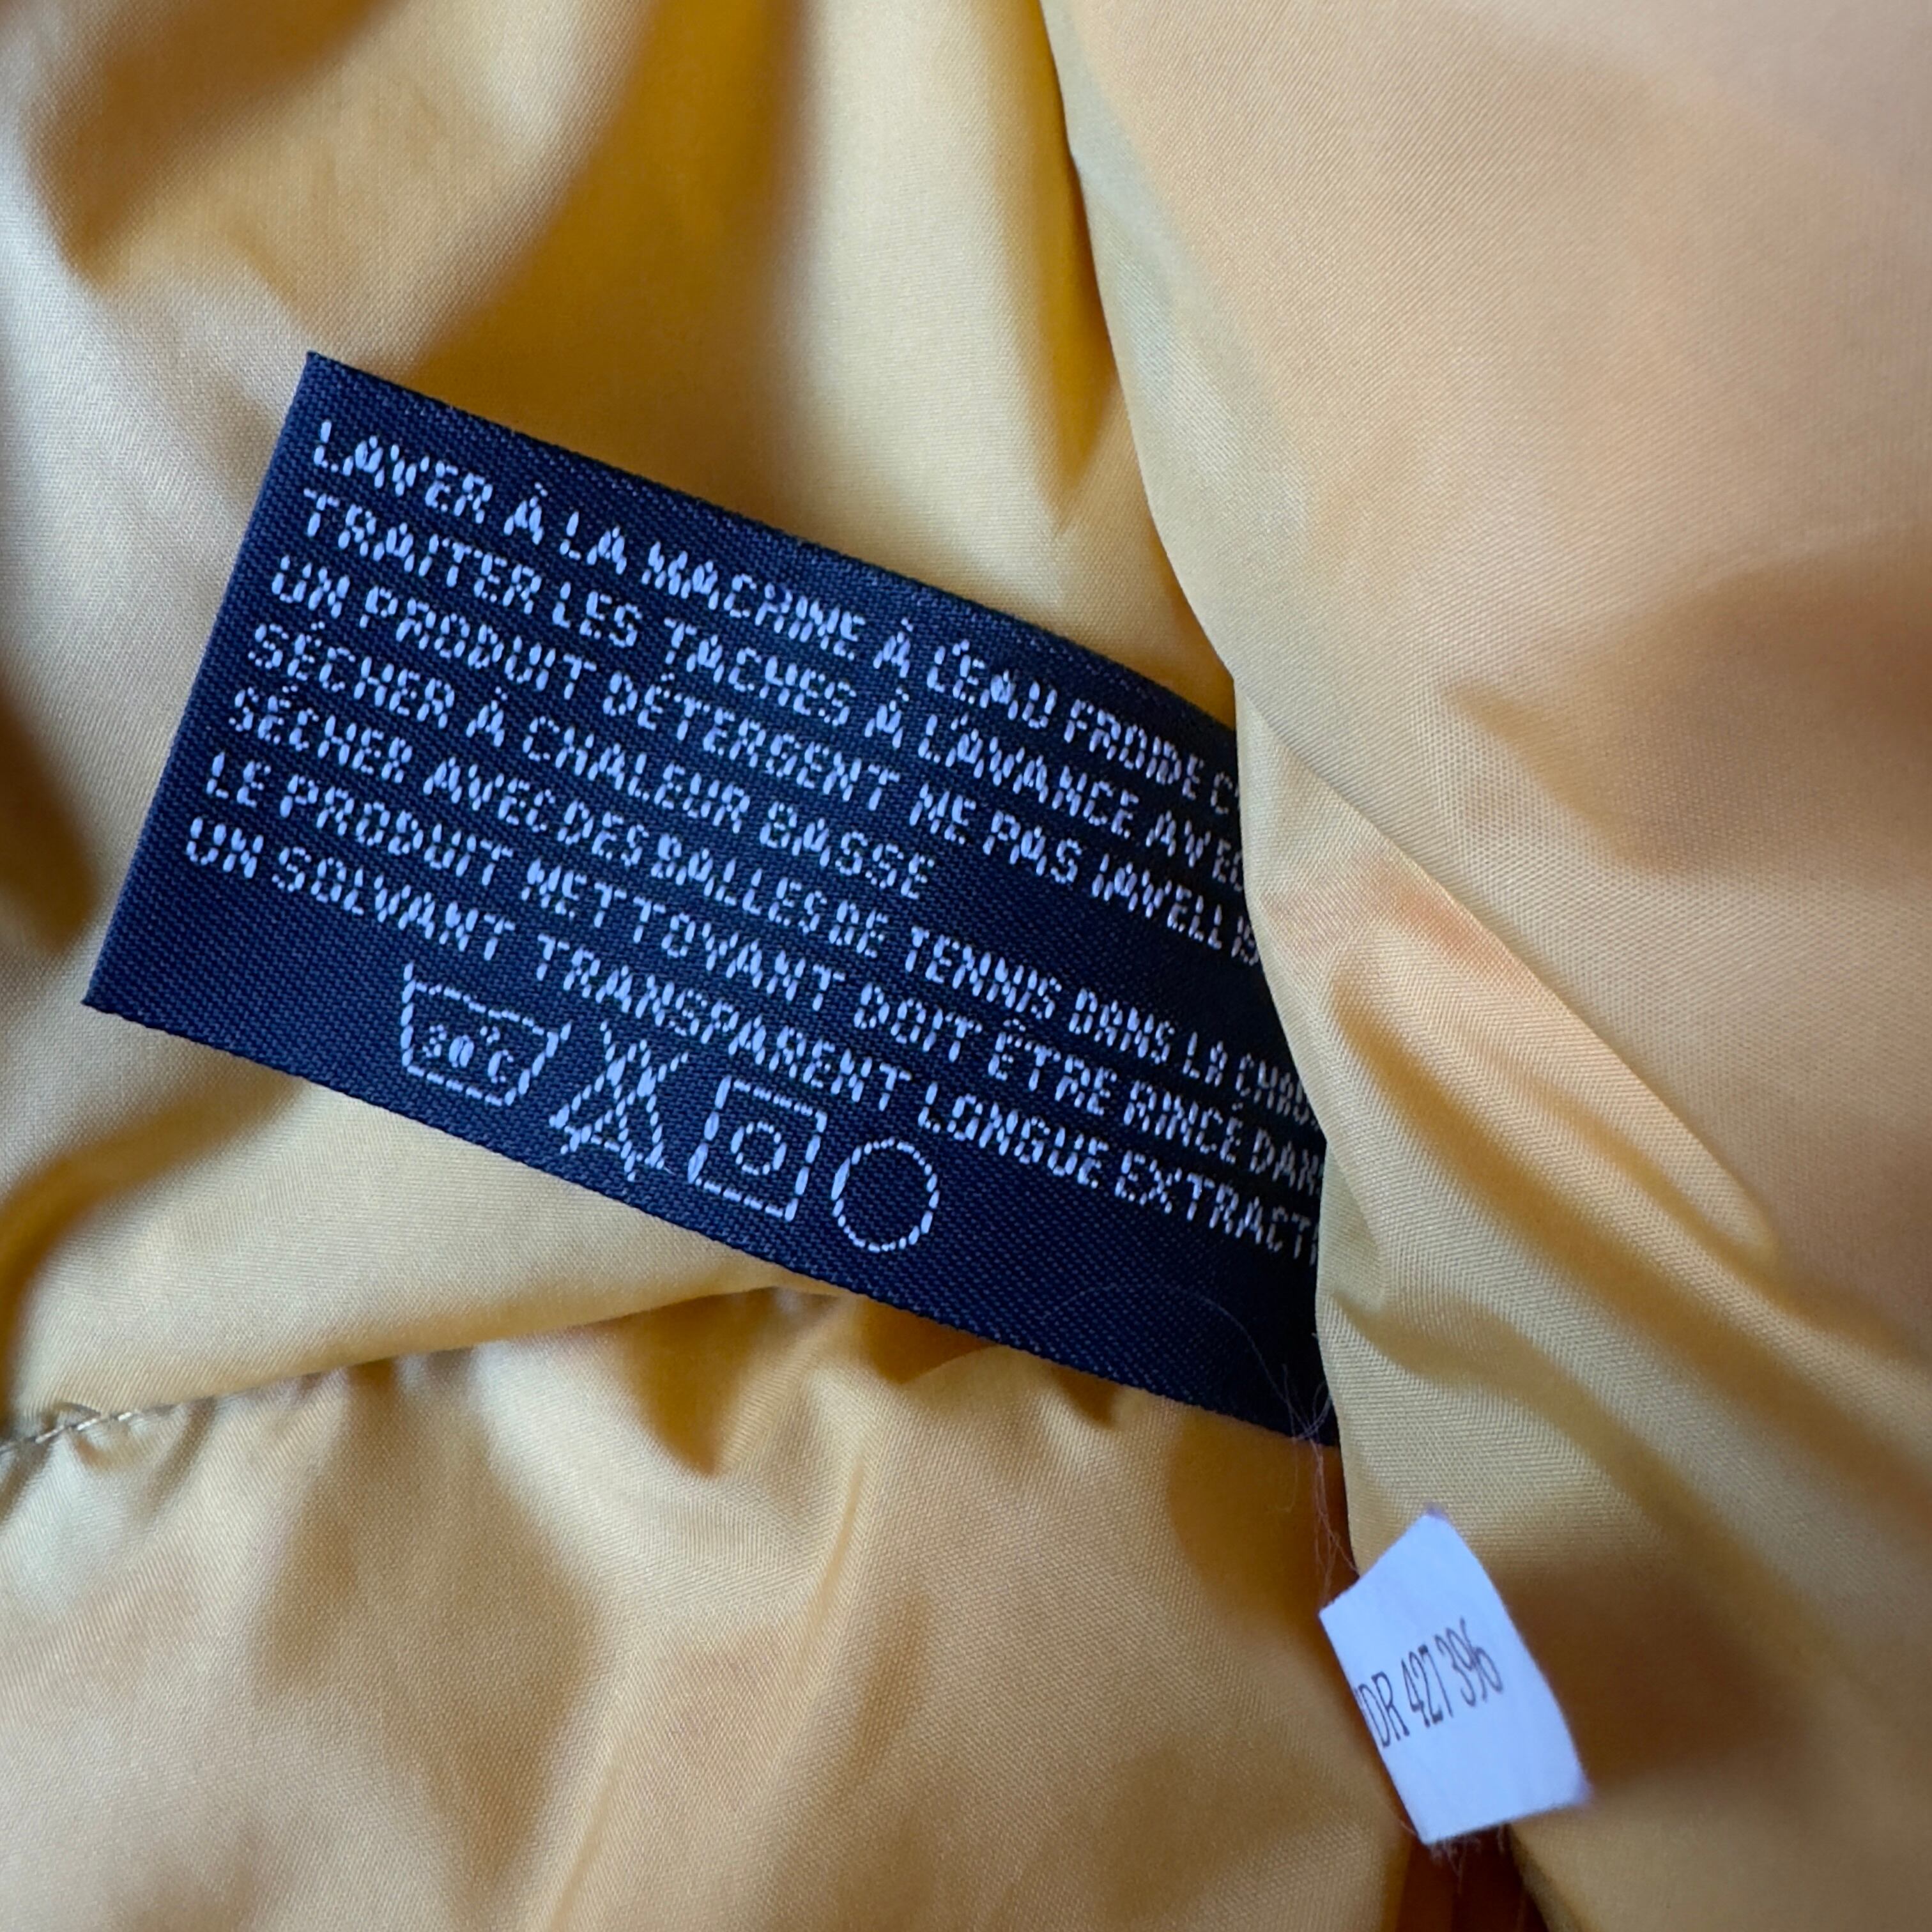 LAVER À LA MACHINE À L'EAU FROIDE
TRAITER LES TACHES À L'AVANCE AVEC
UN PRODUIT DÉTERGENT NE PAS JAVELLIS
SÉCHER À CHALEUR BASSE
SÉCHER AVEC DES BALLES DE TENNIS DANS LA
LE PRODUIT NETTOYANT DOIT ÊTRE RINCÉ DANS
UN SOLVANT TRANSPARENT LONGUE EXTRACTI
30°C
DR 427 396